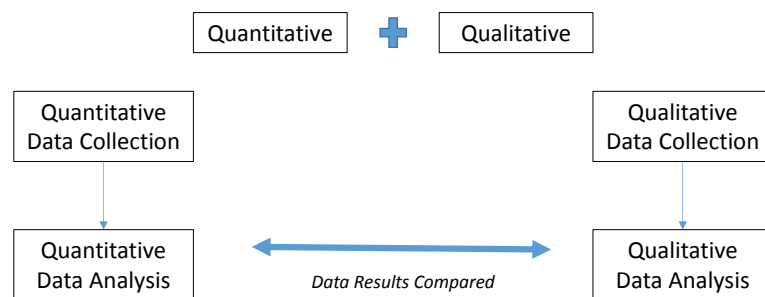 Quantitative
Qualitative
Quantitative
Data Collection
Qualitative
Data Collection
Quantitative
Data Analysis
Data Results Compared
Qualitative
Data Analysis